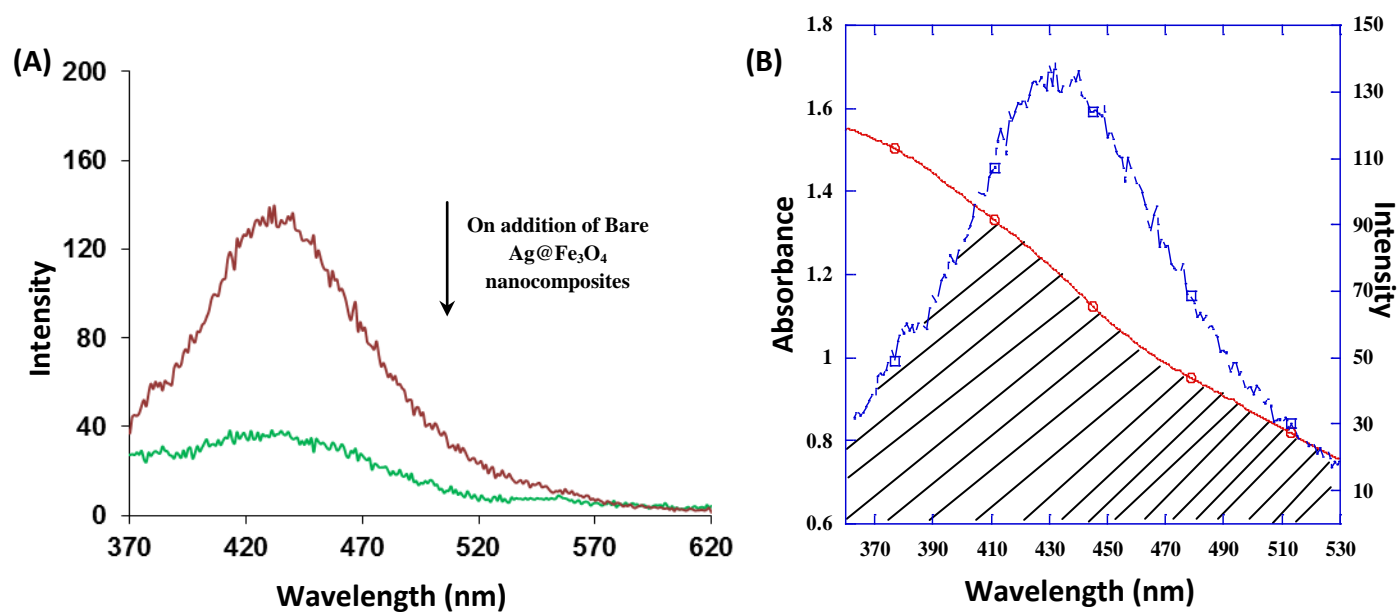 (A)
200
160
120
80
40
0
Intensity
370 420 470 520 570 620
Wavelength (nm)
On addition of Bare
Ag@Fe₃O₄
nanocomposites
(B)
1.8
1.6
1.4
1.2
1
0.8
0.6
Absorbance
150
130
110
90
70
50
30
10
Intensity
370 390 410 430 450 470 490 510 530
Wavelength (nm)